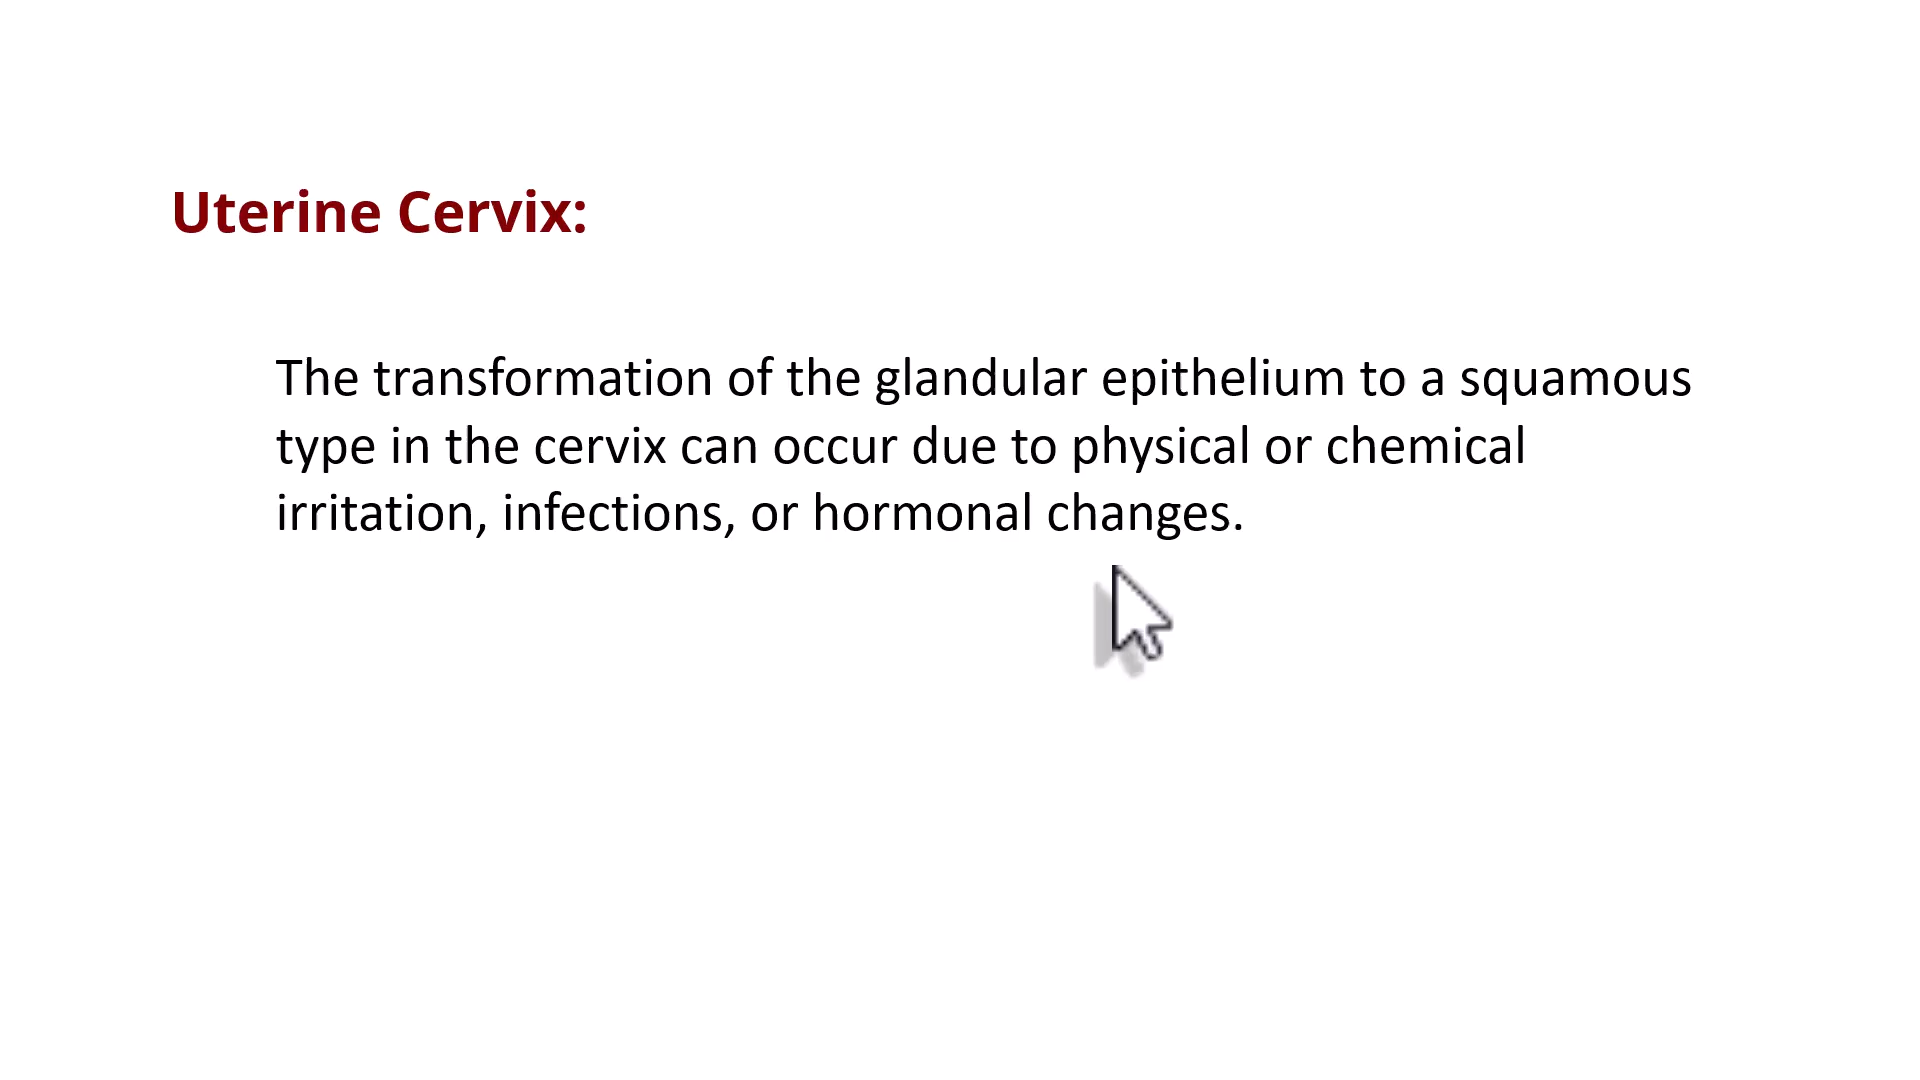 Uterine Cervix:
The transformation of the glandular epithelium to a squamous
type in the cervix can occur due to physical or chemical
irritation, infections, or hormonal changes.